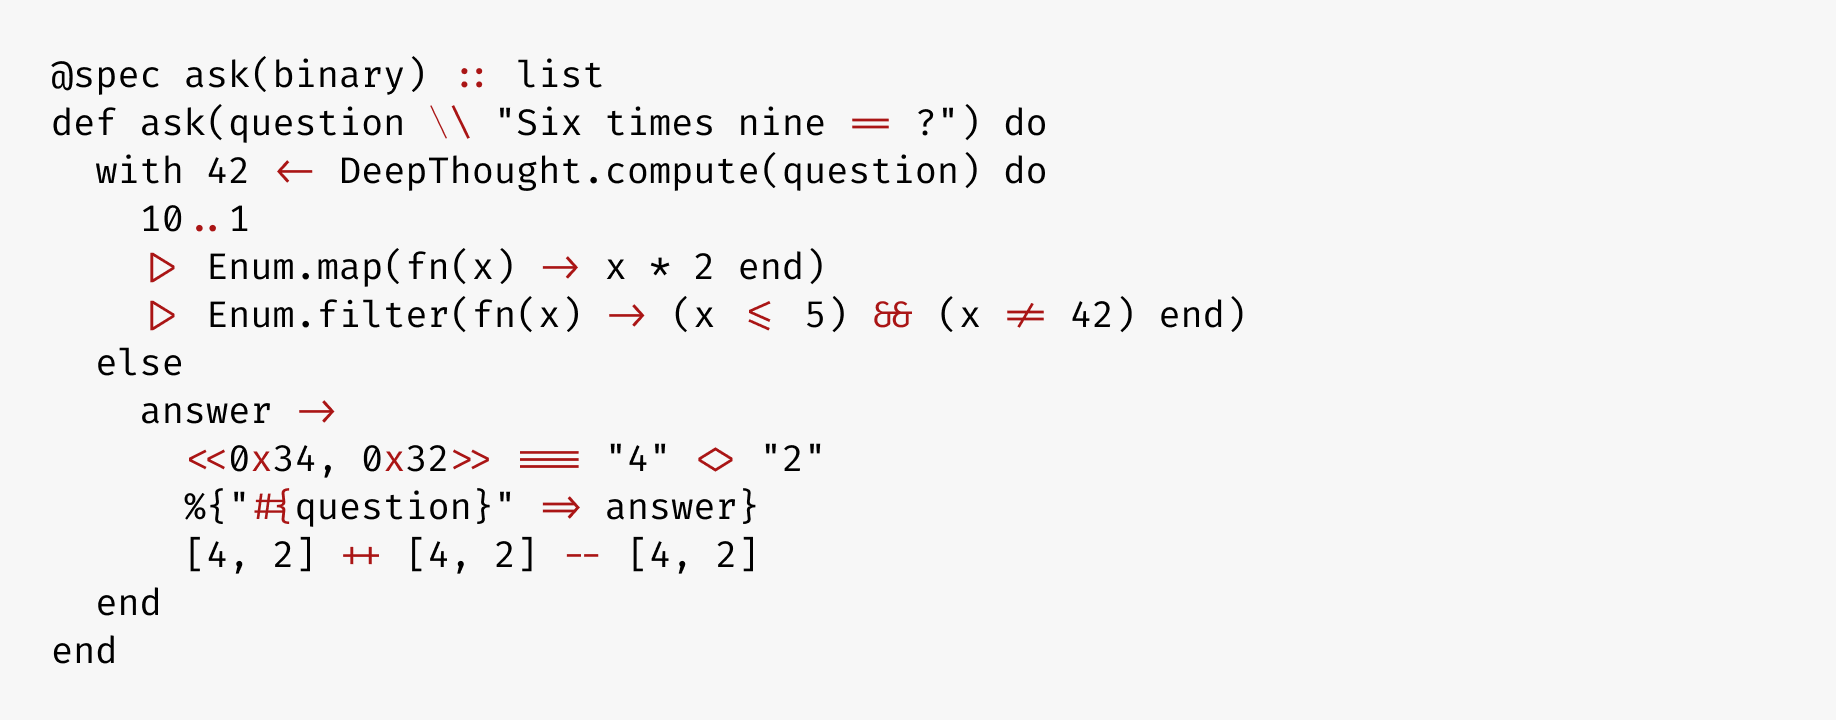 @spec ask(binary) :: list
def ask(question \\ "Six times nine == ?") do
  with 42 <- DeepThought.compute(question) do
    10..1
    |> Enum.map(fn(x) -> x * 2 end)
    |> Enum.filter(fn(x) -> (x <= 5) && (x != 42) end)
  else
    answer ->
      <<0x34, 0x32>> === "4" <> "2"
      %{"#{question}" => answer}
      [4, 2] ++ [4, 2] -- [4, 2]
  end
end